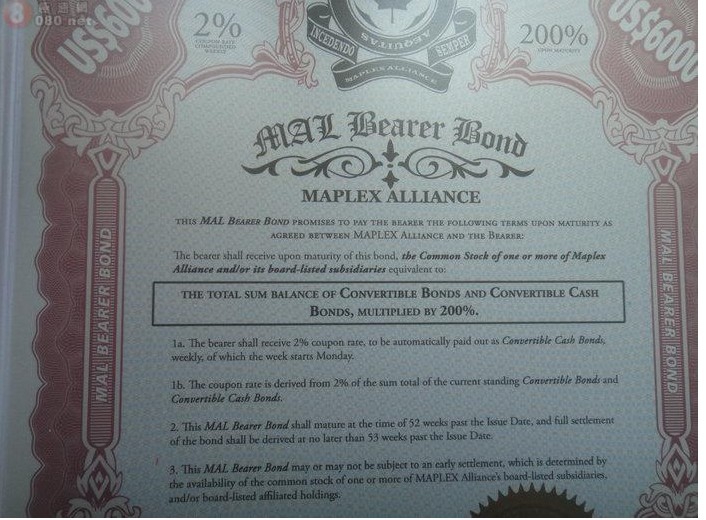 8
080 net
US$600
2%
COUPON RATE
COMPOUNDED
WEEKLY
INCEDENDO
AEQUITAS
SEMPER
MAPLEX ALLIANCE
200%
UPON MATURITY
US$6000
MAL Bearer Bond
MAPLEX ALLIANCE
THIS MAL BEARER BOND PROMISES TO PAY THE BEARER THE FOLLOWING TERMS UPON MATURITY AS
AGREED BETWEEN MAPLEX ALLIANCE AND THE BEARER:
The bearer shall receive upon maturity of this bond, the Common Stock of one or more of Maplex
Alliance and/or its board-listed subsidiaries equivalent to:
THE TOTAL SUM BALANCE OF CONVERTIBLE BONDS AND CONVERTIBLE CASH
BONDS, MULTIPLIED BY 200%.
1a. The bearer shall receive 2% coupon rate, to be automatically paid out as Convertible Cash Bonds,
weekly, of which the week starts Monday.
1b. The coupon rate is derived from 2% of the sum total of the current standing Convertible Bonds and
Convertible Cash Bonds.
2. This MAL Bearer Bond shall mature at the time of 52 weeks past the Issue Date, and full settlement
of the bond shall be derived at no later than 53 weeks past the Issue Date.
3. This MAL Bearer Bond may or may not be subject to an early settlement, which is determined by
the availability of the common stock of one or more of MAPLEX Alliance's board-listed subsidiaries,
and/or board-listed affiliated holdings.
MAL BEARER BOND
MAL BEARER BOND